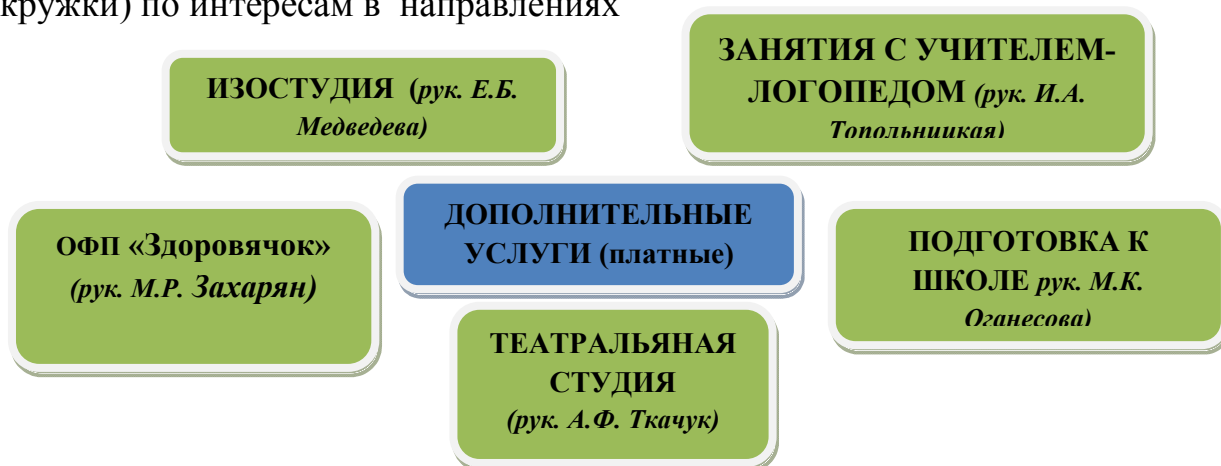 кружки) по интересам в направлениях
ИЗОСТУДИЯ (рук. Е.Б.
Медведева)
ЗАНЯТИЯ С УЧИТЕЛЕМ-
ЛОГОПЕДОМ (рук. И.А.
Топольницкая)
ДОПОЛНИТЕЛЬНЫЕ
УСЛУГИ (платные)
ОФП «Здоровячок»
(рук. М.Р. Захарян)
ПОДГОТОВКА К
ШКОЛЕ рук. М.К.
Оганесова)
ТЕАТРАЛЬЯНАЯ
СТУДИЯ
(рук. А.Ф. Ткачук)